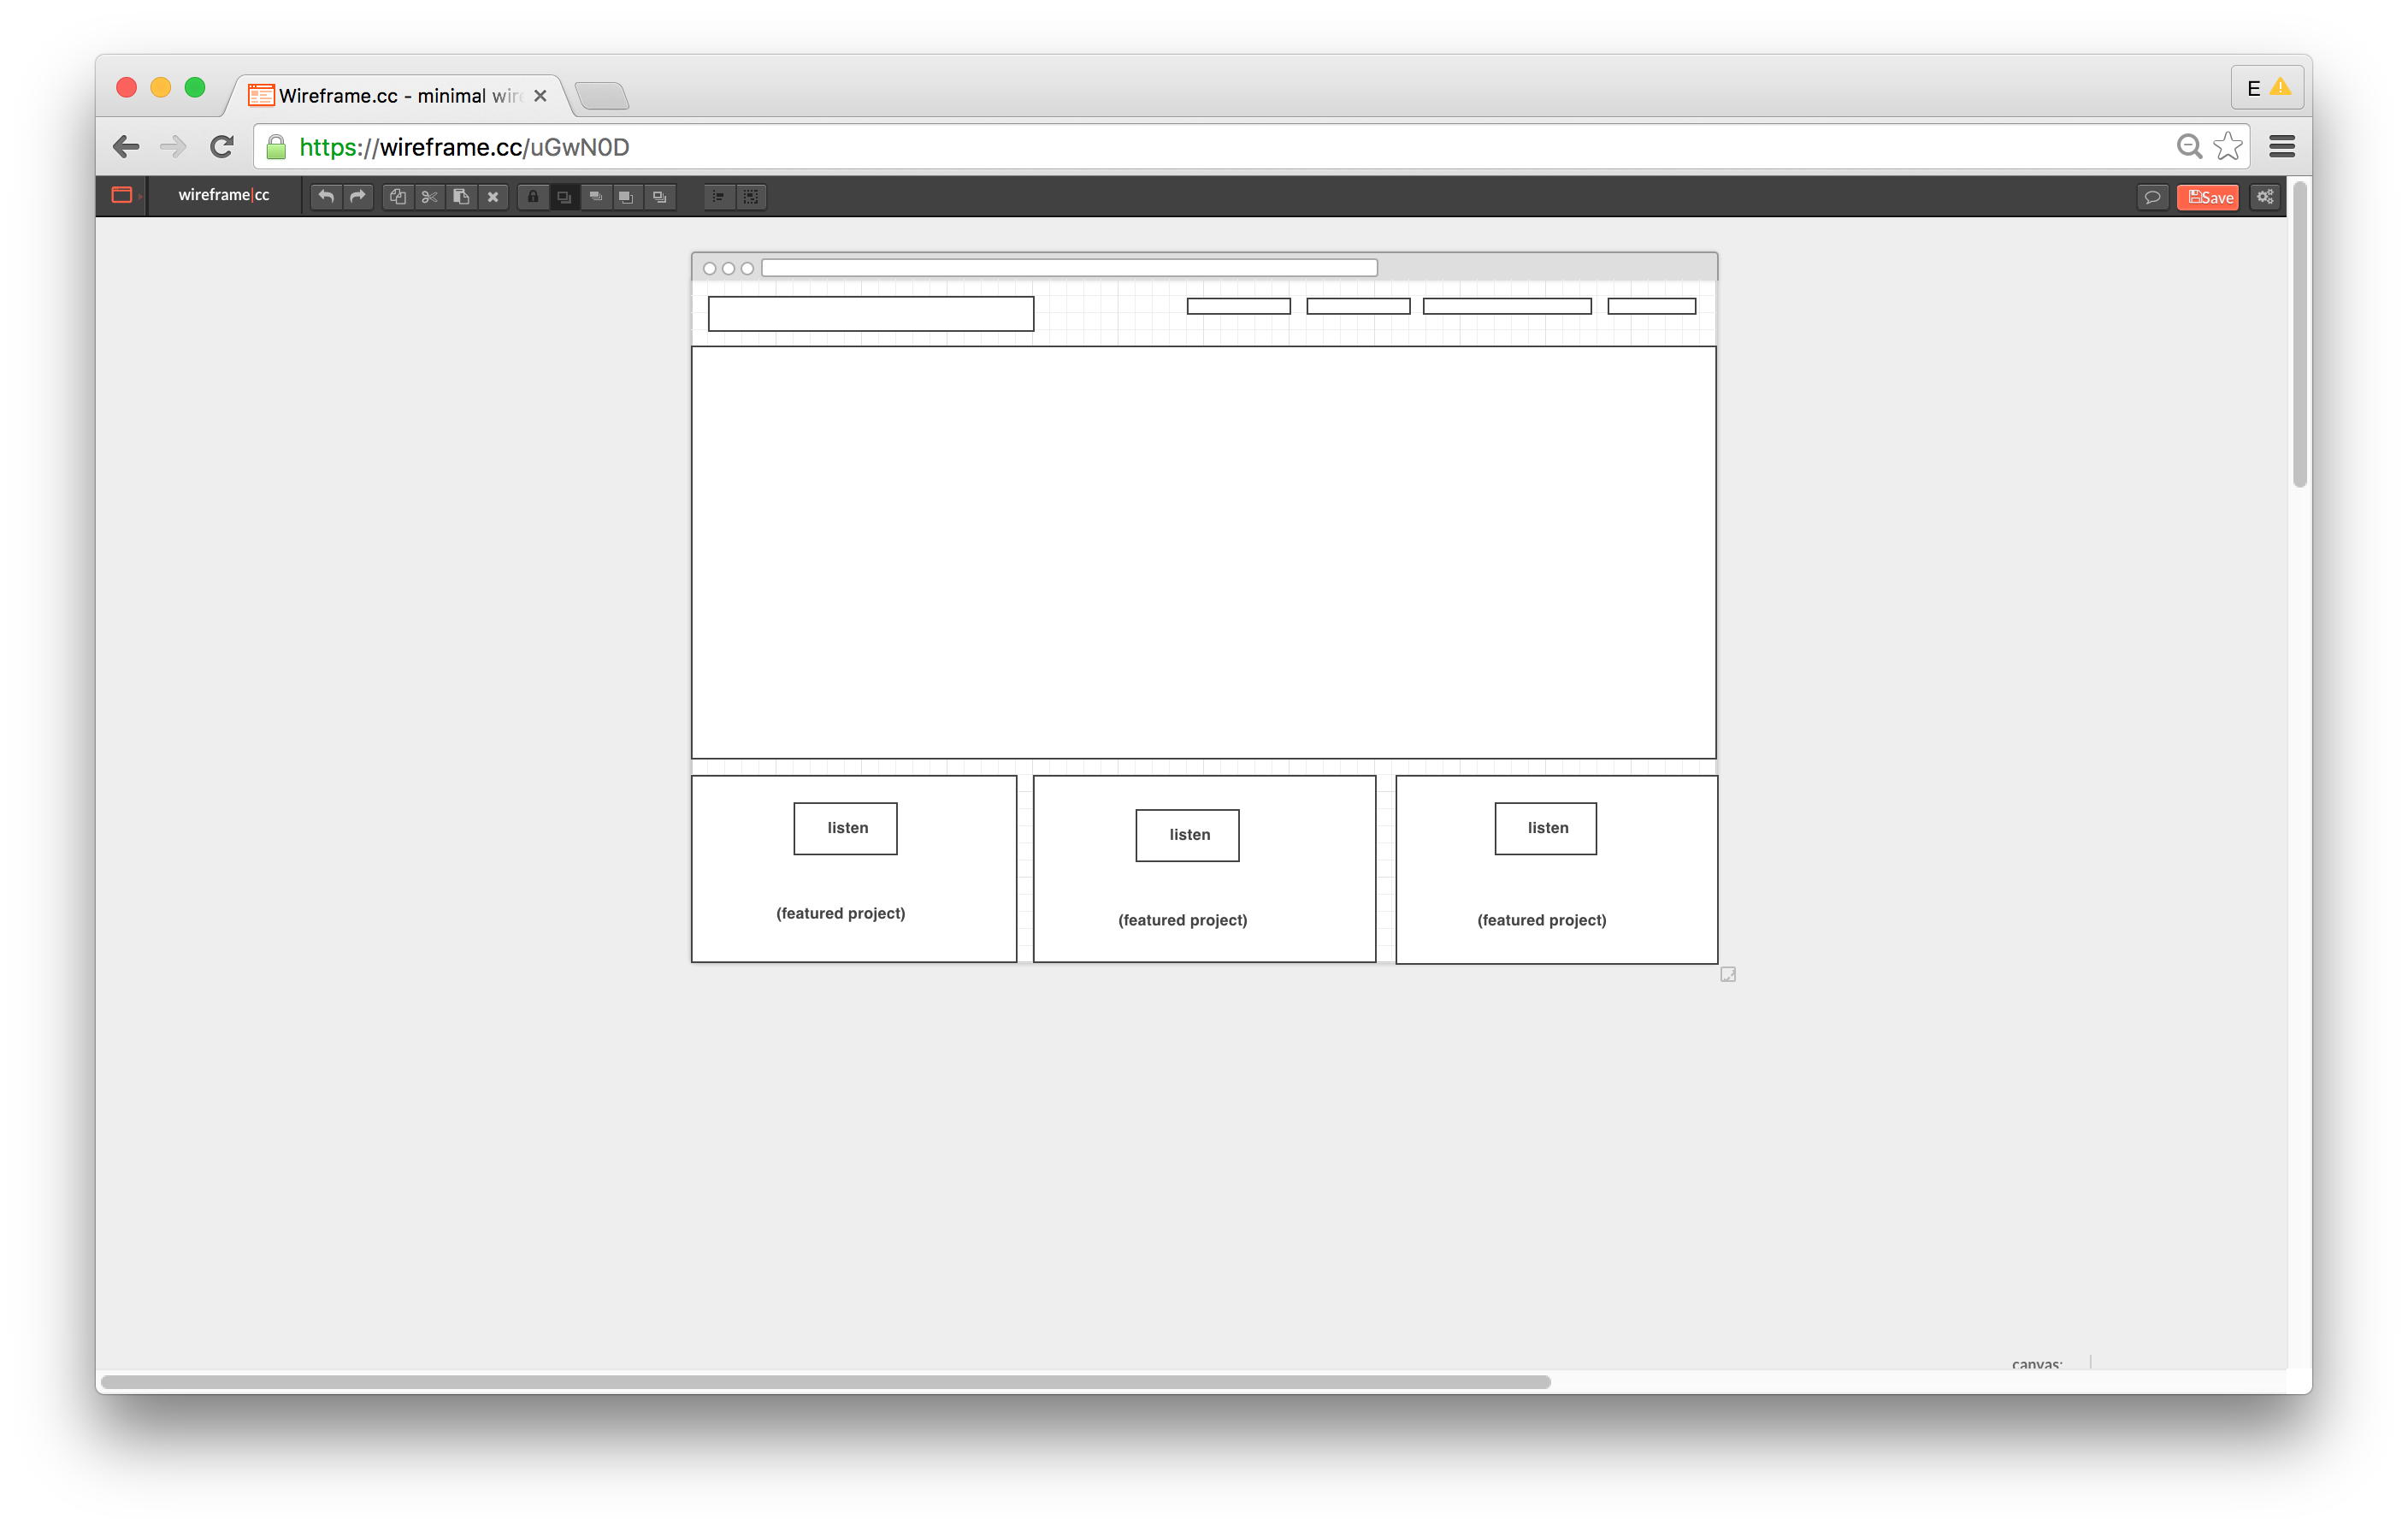 Wireframe.cc - minimal wir
E
https://wireframe.cc/uGwN0D
wireframe|cc
Save
listen
listen
listen
(featured project)
(featured project)
(featured project)
canvas: